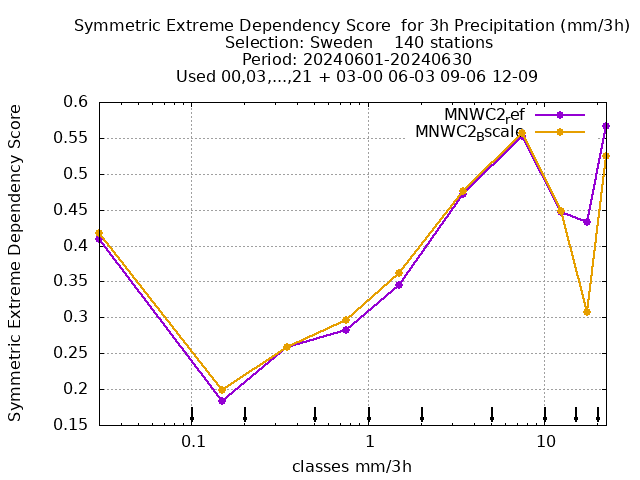 Symmetric Extreme Dependency Score  for 3h Precipitation (mm/3h)
Selection: Sweden    140 stations
Period: 20240601-20240630
Used 00,03,...,21 + 03-00 06-03 09-06 12-09
MNWC2ref
MNWC2Bscale
Symmetric Extreme Dependency Score
0.6
0.55
0.5
0.45
0.4
0.35
0.3
0.25
0.2
0.15
0.1
1
10
classes mm/3h